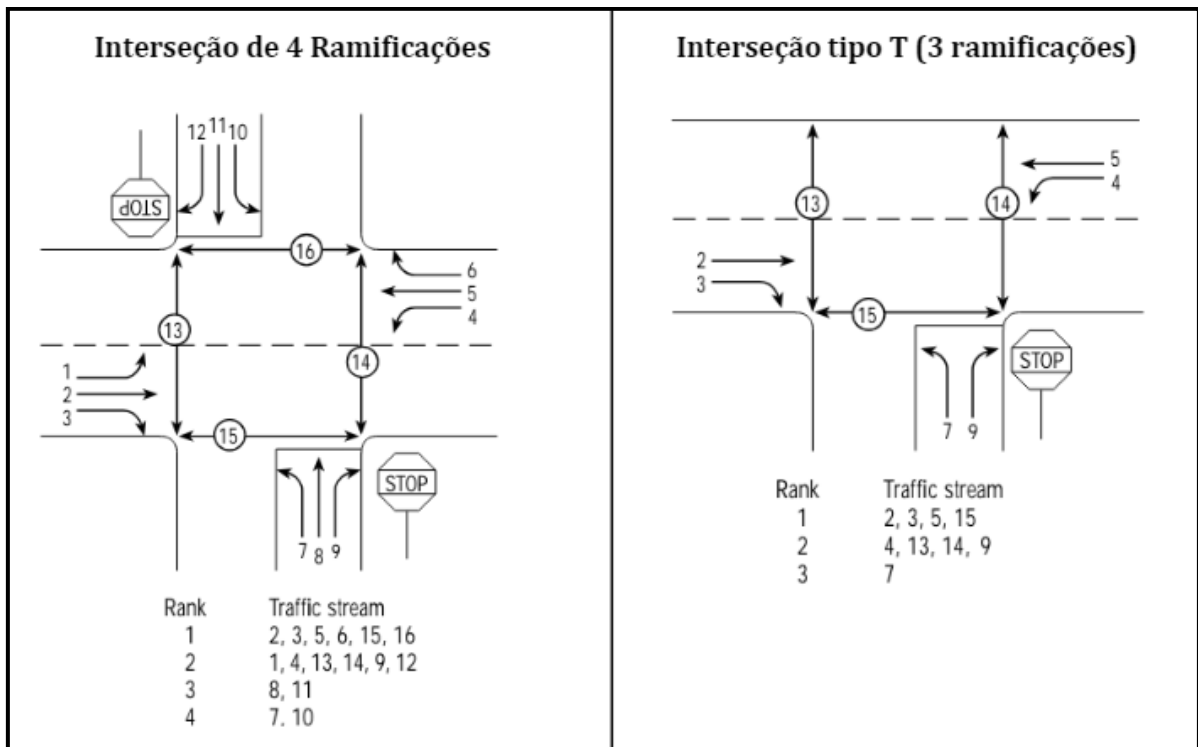 Interseção de 4 Ramificações
12 11 10
STOP
16
13
6
5
4
14
1
2
3
15
STOP
7 8 9
Rank Traffic stream
1 2, 3, 5, 6, 15, 16
2 1, 4, 13, 14, 9, 12
3 8, 11
4 7. 10
Interseção tipo T (3 ramificações)
5
4
13
14
2
3
15
STOP
7 9
Rank Traffic stream
1 2, 3, 5, 15
2 4, 13, 14, 9
3 7